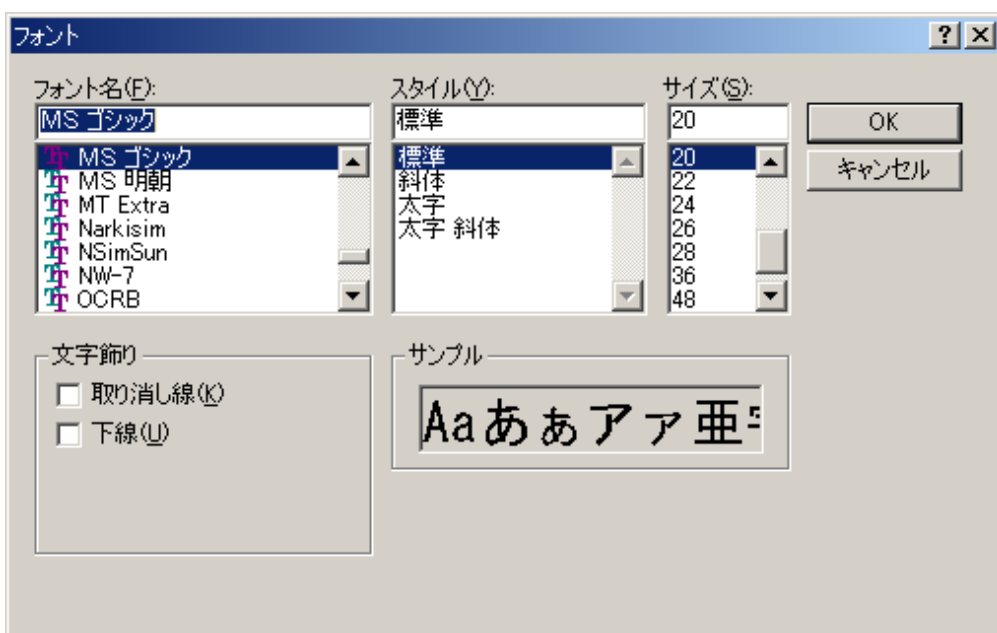 フォント
フォント名(F):
MS ゴシック
MS ゴシック
MS 明朝
MT Extra
Narkisim
NSimSun
NW-7
OCRB
スタイル(Y):
標準
標準
斜体
太字
太字 斜体
サイズ(S):
20
20
22
24
26
28
36
48
OK
キャンセル
文字飾り
取り消し線(K)
下線(U)
サンプル
Aaあぁアァ亜